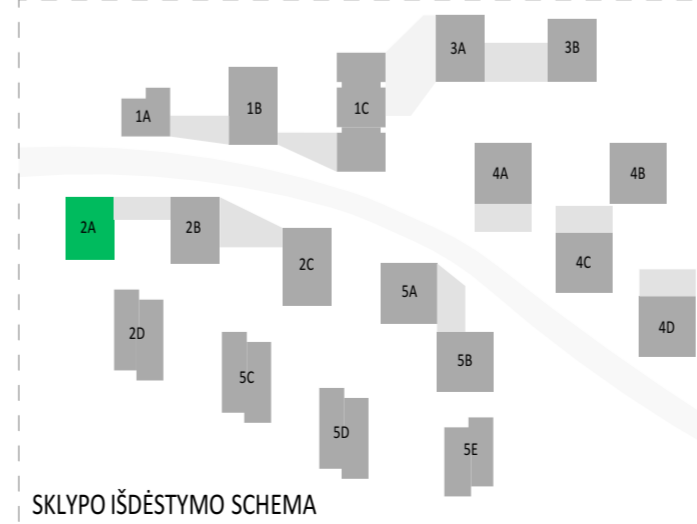 3A
3B
1A
1B
1C
4A
4B
2A
2B
2C
4C
5A
4D
2D
5B
5C
5D
5E
SKLYPO IŠDĖSTYMO SCHEMA